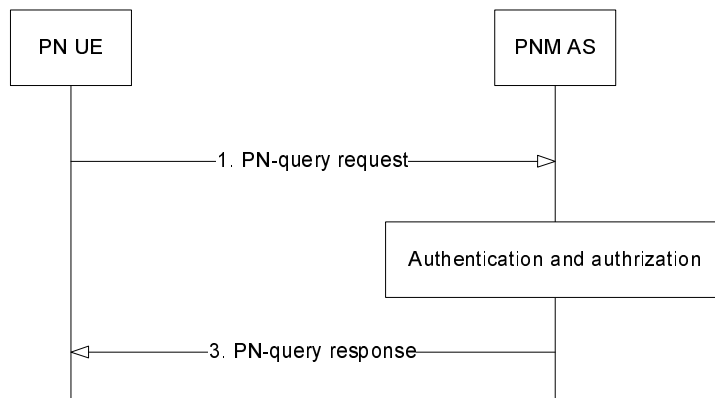 PN UE
PNM AS
1. PN-query request
Authentication and authrization
3. PN-query response